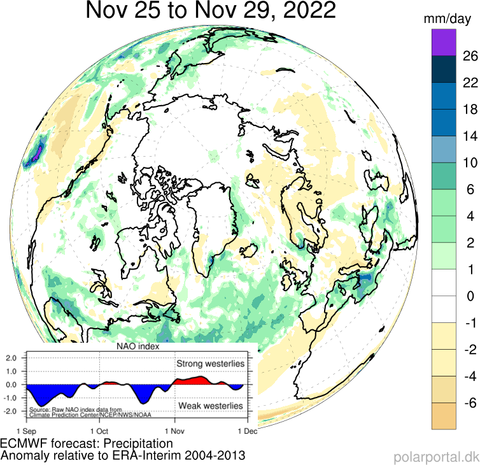 Nov 25 to Nov 29, 2022
mm/day
26
22
18
14
10
6
4
2
1
0
-1
-2
-4
-6
NAO index
2.0
1.0
0.0
-1.0
-2.0
Strong westerlies
Weak westerlies
Source: Raw NAO index data from
Climate Prediction Center/NCEP/NWS/NOAA
1 Sep
1 Oct
1 Nov
1 Dec
ECMWF forecast: Precipitation
Anomaly relative to ERA-Interim 2004-2013
polarportal.dk